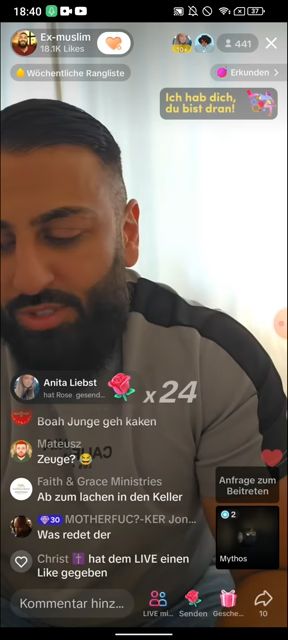 18:40
37
Ex-muslim
18.1K Likes
10+
441
Wöchentliche Rangliste
Erkunden >
Ich hab dich,
du bist dran!
Anita Liebst
hat Rose gesend...
x24
Boah Junge geh kaken
Mateusz
Zeuge? 😂
Faith & Grace Ministries
Ab zum lachen in den Keller
30 MOTHERFUC?-KER Jon...
Was redet der
Christ ✝️ hat dem LIVE einen
Like gegeben
Anfrage zum
Beitreten
2
Mythos
Kommentar hinz...
LIVE mi...
Senden
Gesche...
10